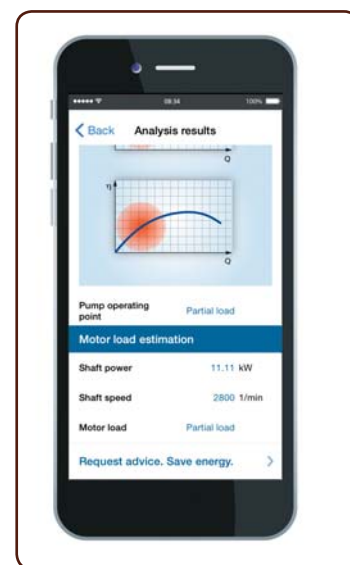 08:34 100%
Back Analysis results
Q
η
Q
Pump operating
point Partial load
Motor load estimation
Shaft power 11.11 kW
Shaft speed 2800 1/min
Motor load Partial load
Request advice. Save energy.